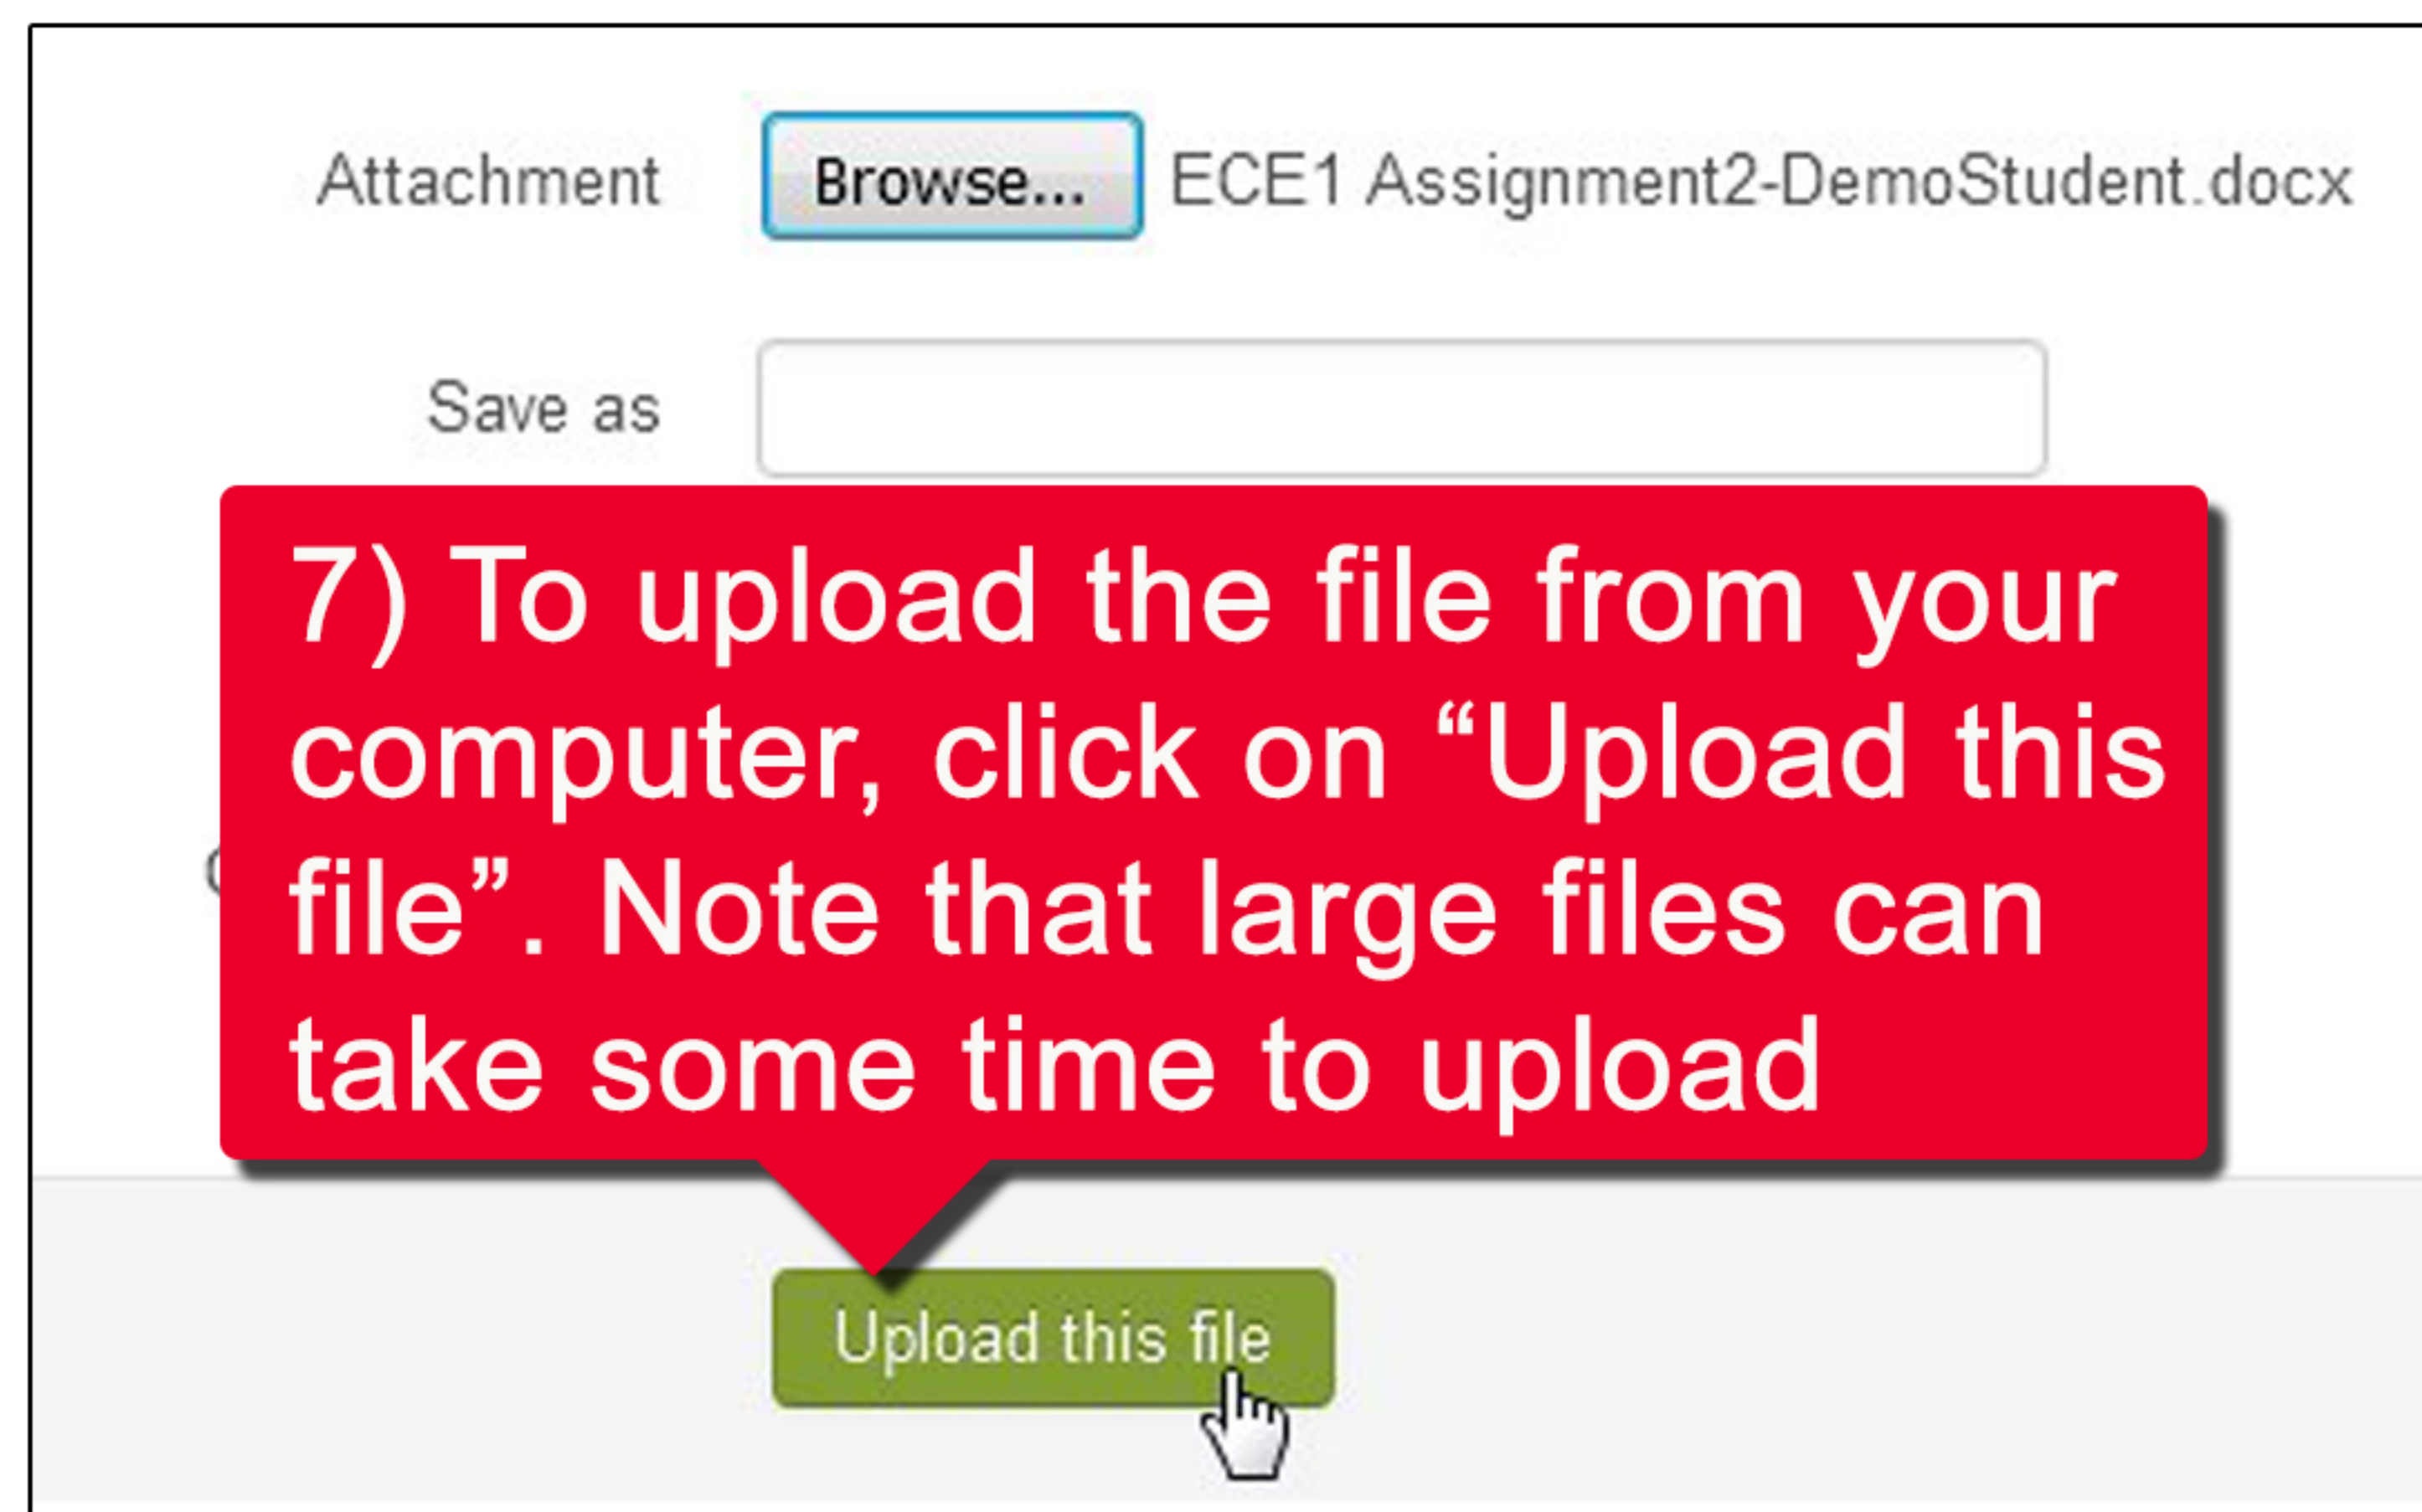 Attachment Browse... ECE1 Assignment2-DemoStudent.docx
Save as
7) To upload the file from your
computer, click on “Upload this
file”. Note that large files can
take some time to upload
Upload this file